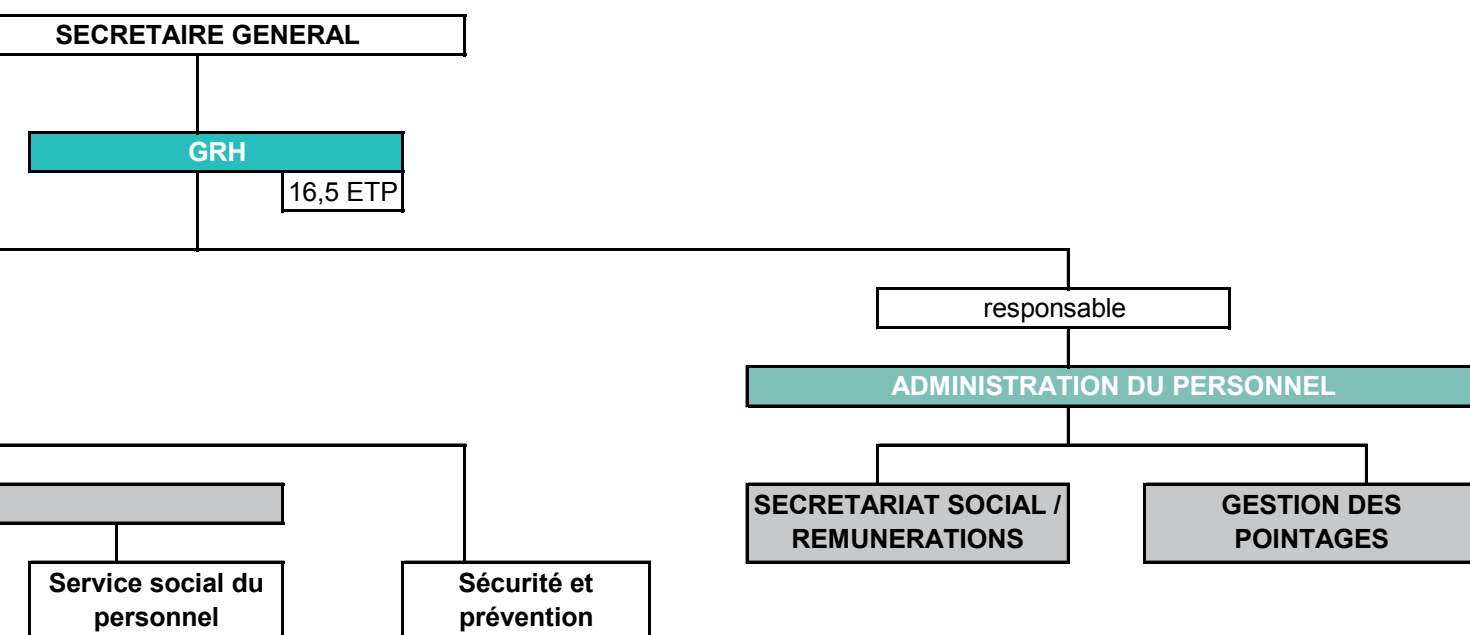 SECRETAIRE GENERAL
GRH
16,5 ETP
responsable
ADMINISTRATION DU PERSONNEL
SECRETARIAT SOCIAL /
REMUNERATIONS
GESTION DES
POINTAGES
Service social du
personnel
Sécurité et
prévention